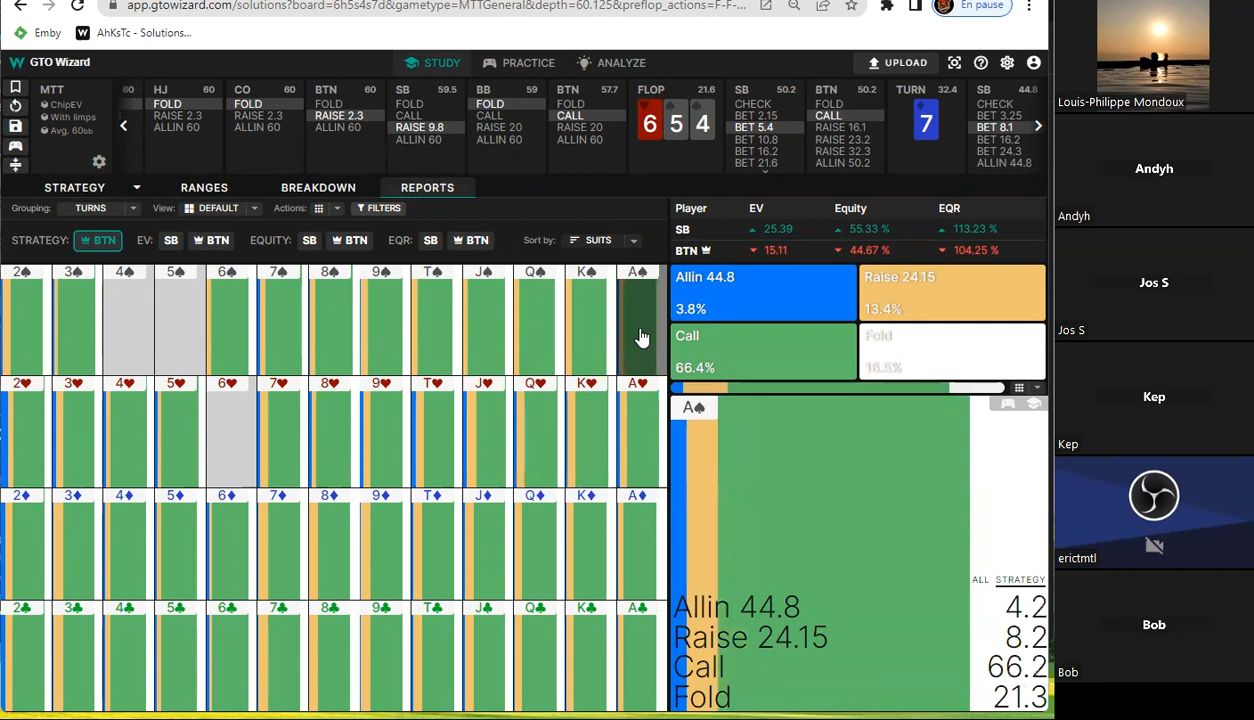 app.gtowizard.com/solutions?board=6h5s4s7d&gametype=MTTGeneral&depth=60.125&preflop_actions=F-F-...
En pause
Emby
AhKsTc - Solutions...
GTO Wizard
STUDY
PRACTICE
ANALYZE
UPLOAD
MTT
ChipEV
With limps
Avg. 60bb
60
HJ 60
FOLD
RAISE 2.3
ALLIN 60
CO 60
FOLD
RAISE 2.3
ALLIN 60
BTN 60
FOLD
RAISE 2.3
ALLIN 60
SB 59.5
FOLD
CALL
RAISE 9.8
ALLIN 60
BB 59
FOLD
CALL
RAISE 20
ALLIN 60
BTN 57.7
FOLD
CALL
RAISE 20
ALLIN 60
FLOP 21.6
6 5 4
SB 50.2
CHECK
BET 2.15
BET 5.4
BET 10.8
BET 16.2
BET 21.6
BTN 50.2
FOLD
CALL
RAISE 16.1
RAISE 23.2
RAISE 32.3
ALLIN 50.2
TURN 32.4
7
SB 44.8
CHECK
BET 3.25
BET 8.1
BET 16.2
BET 24.3
ALLIN 44.8
STRATEGY
RANGES
BREAKDOWN
REPORTS
Grouping: TURNS
View: DEFAULT
Actions:
FILTERS
STRATEGY: BTN
EV: SB BTN
EQUITY: SB BTN
EQR: SB BTN
Sort by: SUITS
2♠ 3♠ 4♠ 5♠ 6♠ 7♠ 8♠ 9♠ T♠ J♠ Q♠ K♠ A♠
2♥ 3♥ 4♥ 5♥ 6♥ 7♥ 8♥ 9♥ T♥ J♥ Q♥ K♥ A♥
2♦ 3♦ 4♦ 5♦ 6♦ 7♦ 8♦ 9♦ T♦ J♦ Q♦ K♦ A♦
2♣ 3♣ 4♣ 5♣ 6♣ 7♣ 8♣ 9♣ T♣ J♣ Q♣ K♣ A♣
Player EV Equity EQR
SB 25.39 55.33 % 113.23 %
BTN 15.11 44.67 % 104.25 %
Allin 44.8
3.8%
Raise 24.15
13.4%
Call
66.4%
Fold
16.5%
A♠
ALL STRATEGY
Allin 44.8 4.2
Raise 24.15 8.2
Call 66.2
Fold 21.3
Louis-Philippe Mondoux
Andyh
Andyh
Jos S
Jos S
Kep
Kep
erictmtl
Bob
Bob